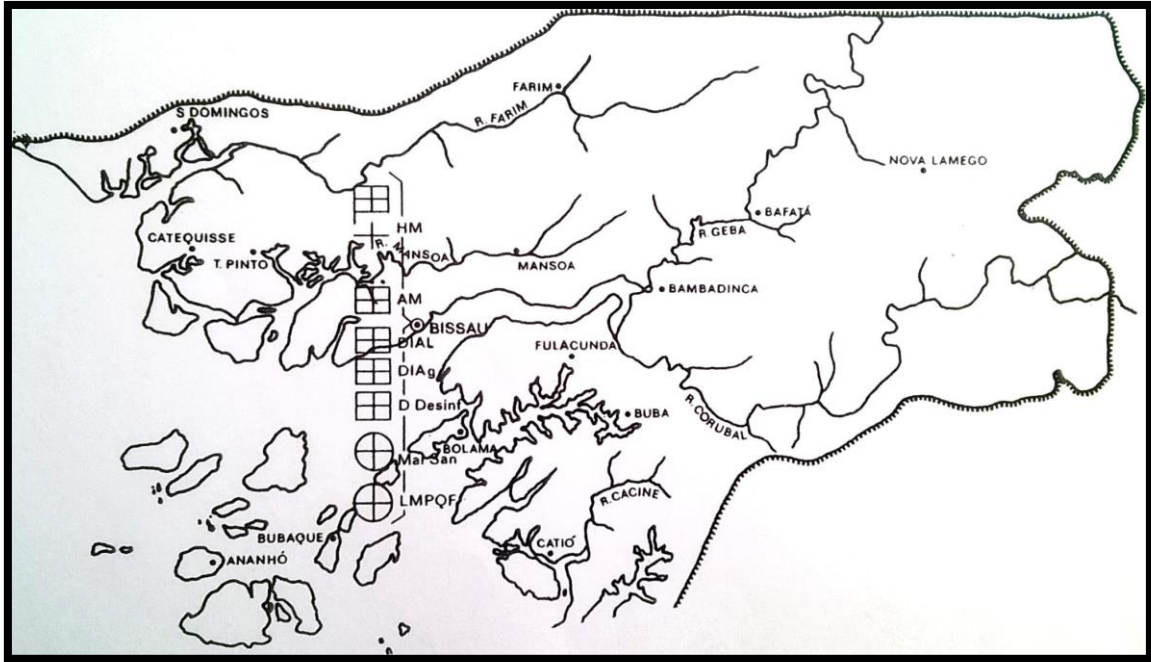 FARIM
S DOMINGOS
R. FARIM
NOVA LAMEGO
BAFATÁ
HM
R. GEBA
CATEQUISSE
R. MANSOA
T. PINTO
MANSOA
BAMBADINCA
AM
BISSAU
DIAL
FULACUNDA
DIAg
D Desinf
BUBA
R. CORUBAL
BOLAMA
Mal San
R. CACINE
LMPQF
BUBAQUE
CATIÓ
ANANHÓ